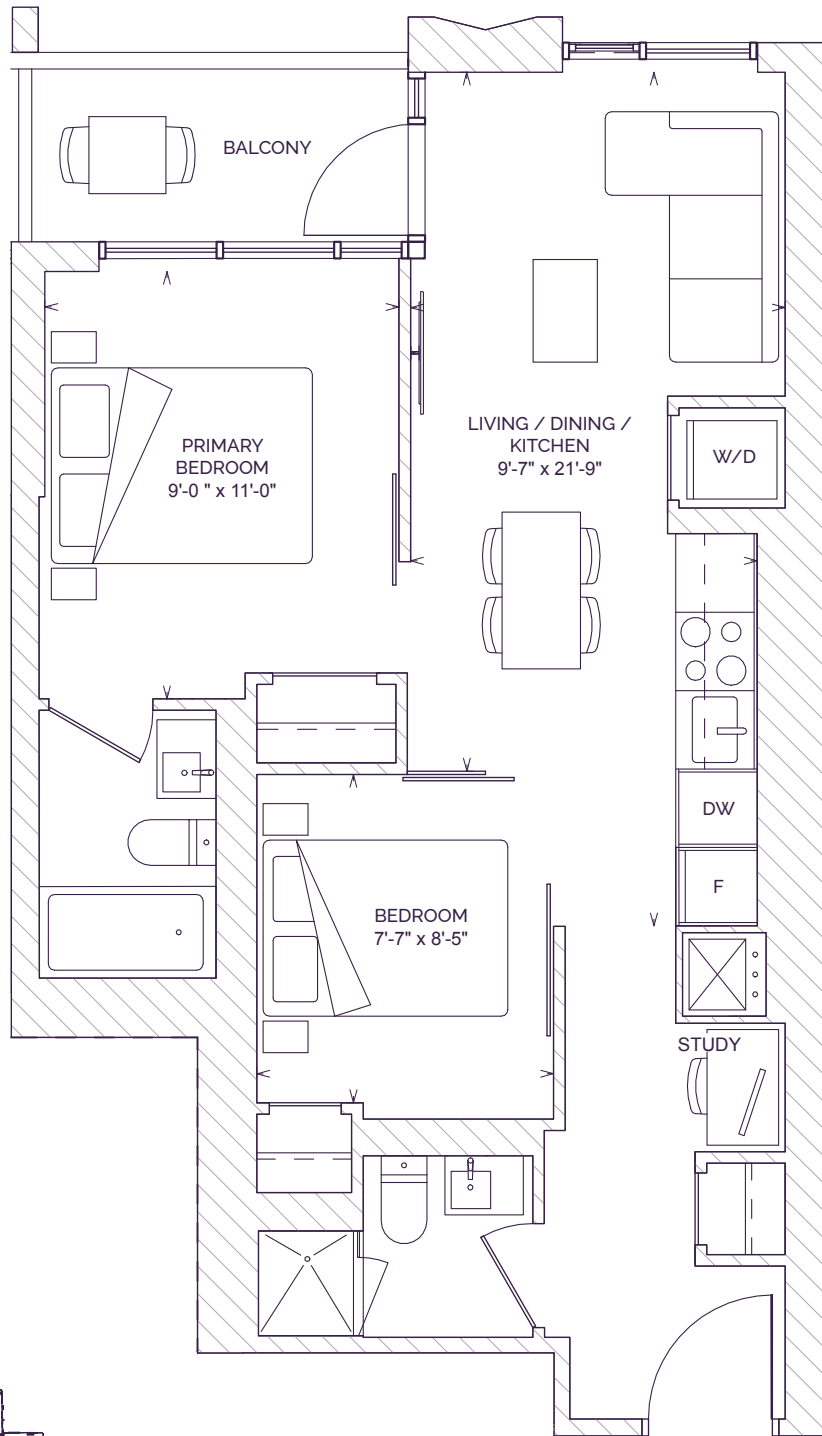 BALCONY
LIVING / DINING /
KITCHEN
9'-7" x 21'-9"
PRIMARY
BEDROOM
9'-0 " x 11'-0"
W/D
DW
F
BEDROOM
7'-7" x 8'-5"
STUDY